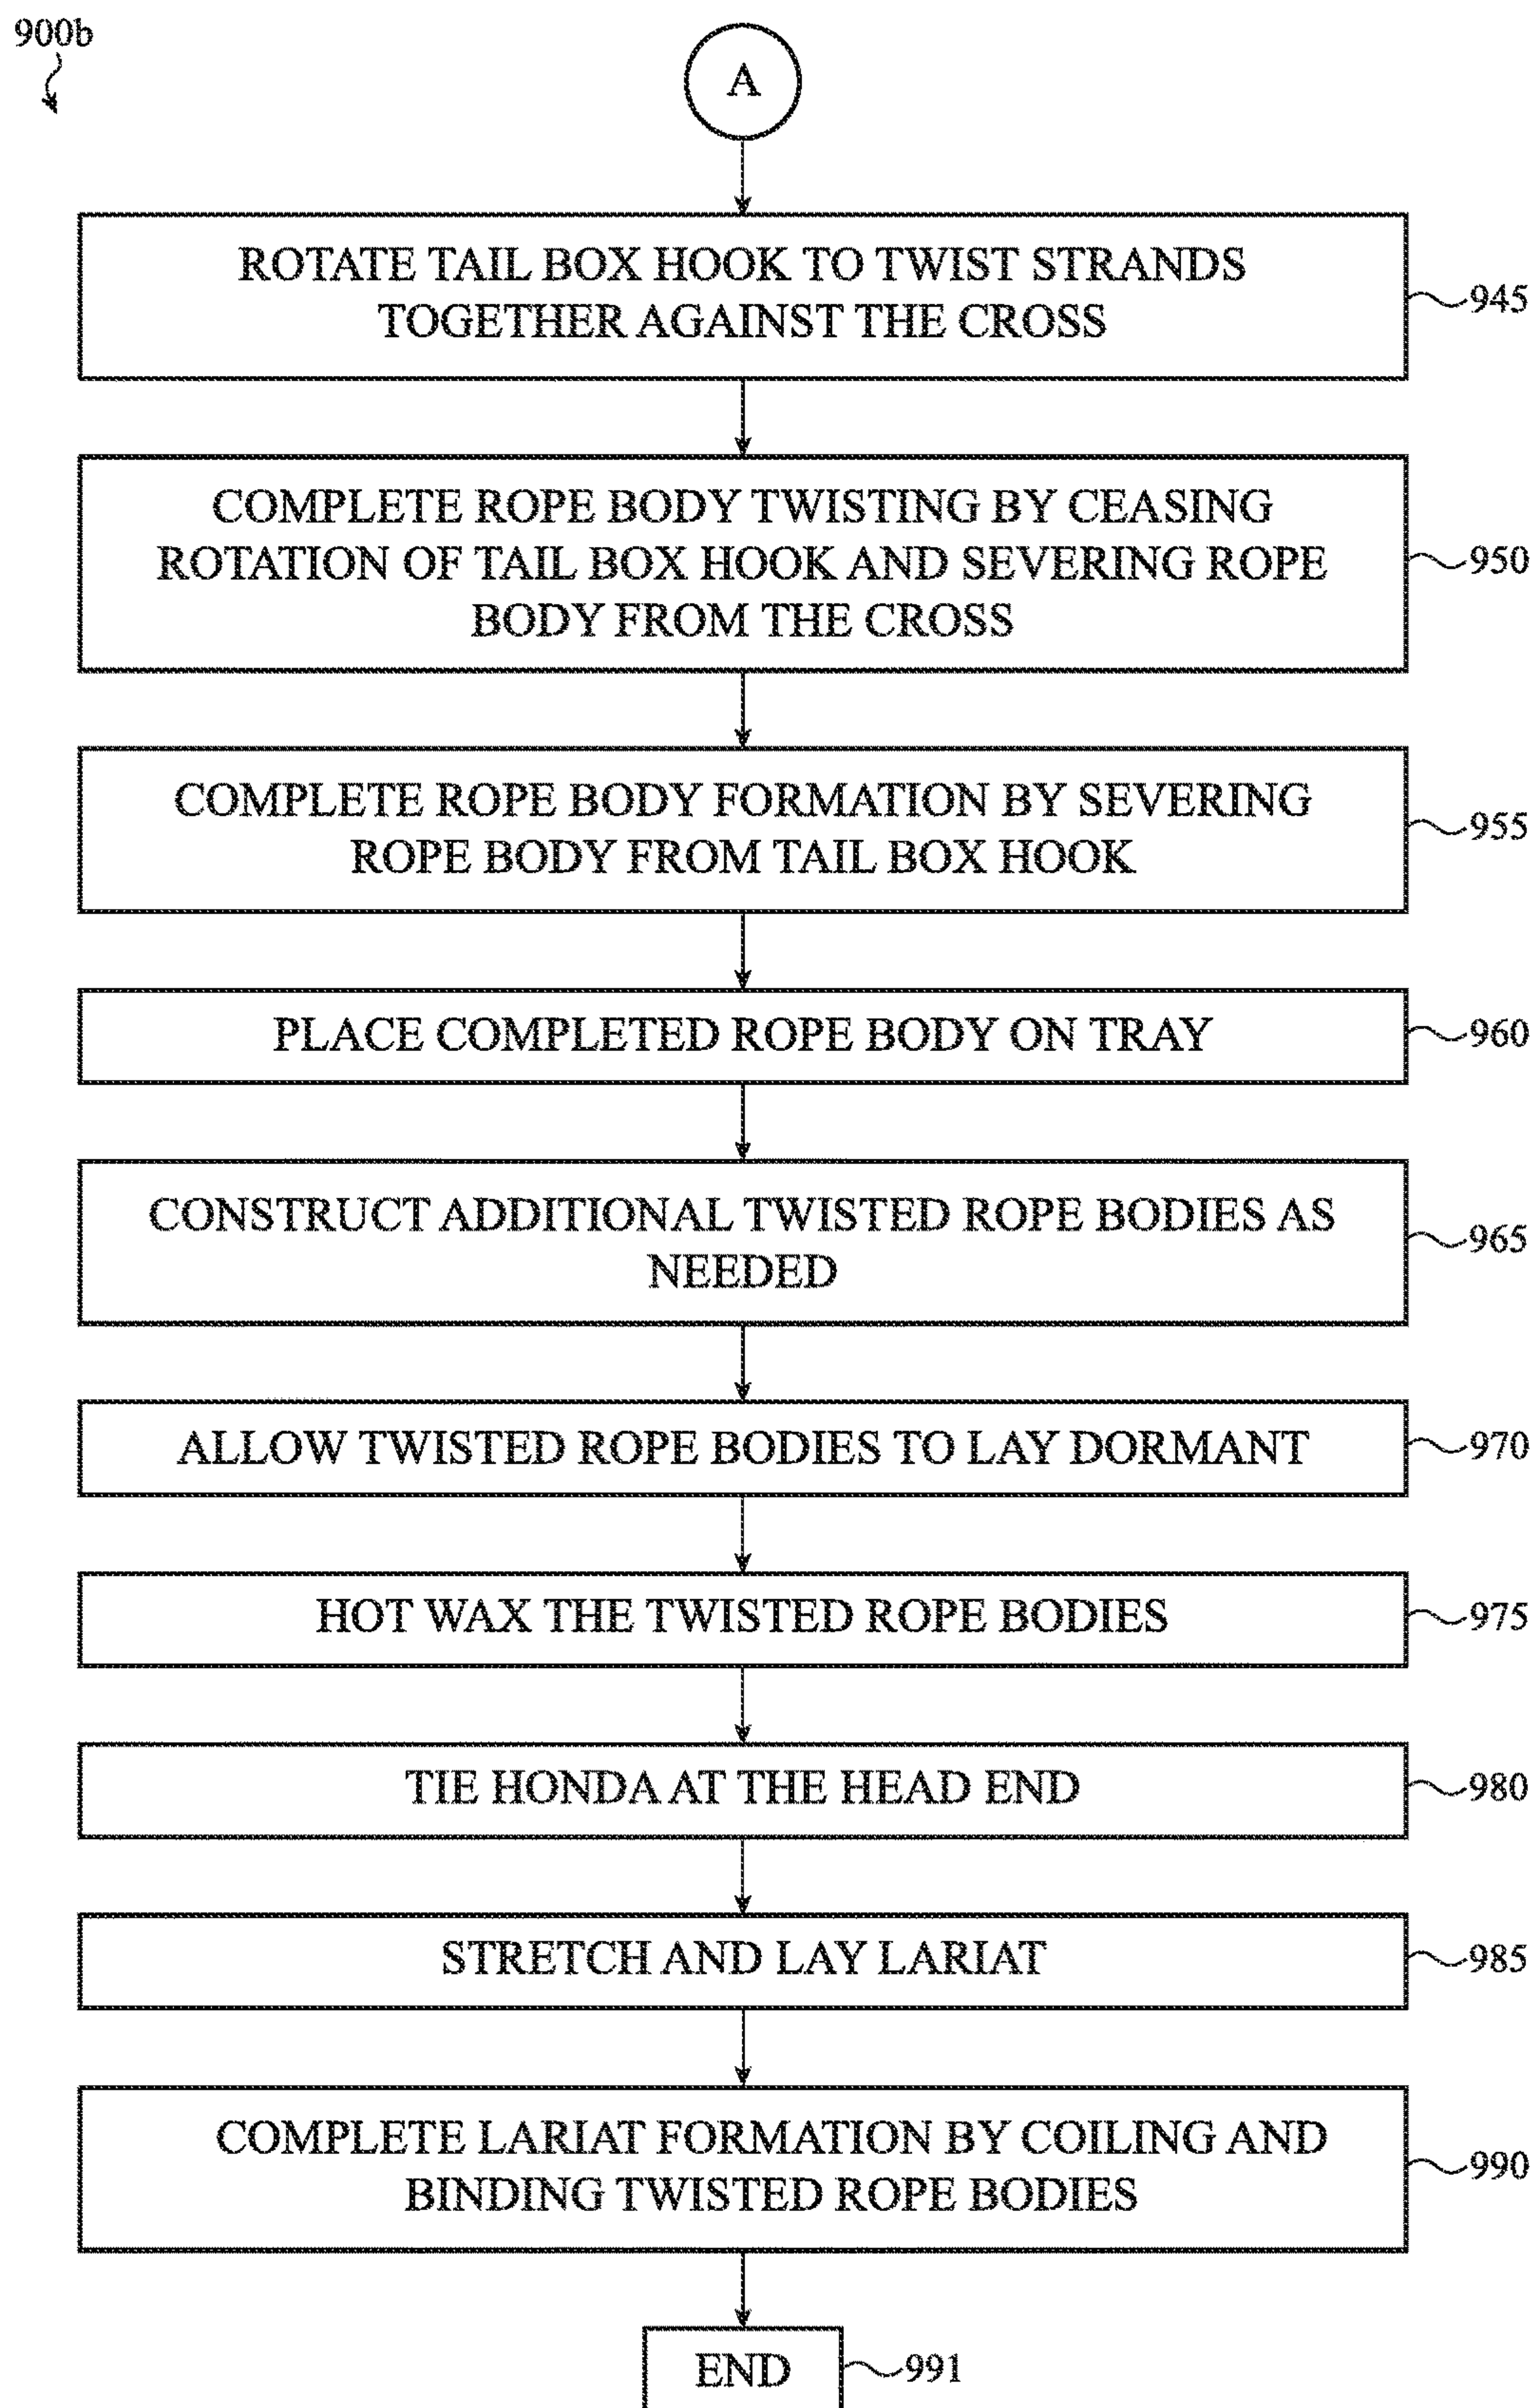 900b
A
ROTATE TAIL BOX HOOK TO TWIST STRANDS
TOGETHER AGAINST THE CROSS
945
COMPLETE ROPE BODY TWISTING BY CEASING
ROTATION OF TAIL BOX HOOK AND SEVERING ROPE
BODY FROM THE CROSS
950
COMPLETE ROPE BODY FORMATION BY SEVERING
ROPE BODY FROM TAIL BOX HOOK
955
PLACE COMPLETED ROPE BODY ON TRAY
960
CONSTRUCT ADDITIONAL TWISTED ROPE BODIES AS
NEEDED
965
ALLOW TWISTED ROPE BODIES TO LAY DORMANT
970
HOT WAX THE TWISTED ROPE BODIES
975
TIE HONDA AT THE HEAD END
980
STRETCH AND LAY LARIAT
985
COMPLETE LARIAT FORMATION BY COILING AND
BINDING TWISTED ROPE BODIES
990
END
991